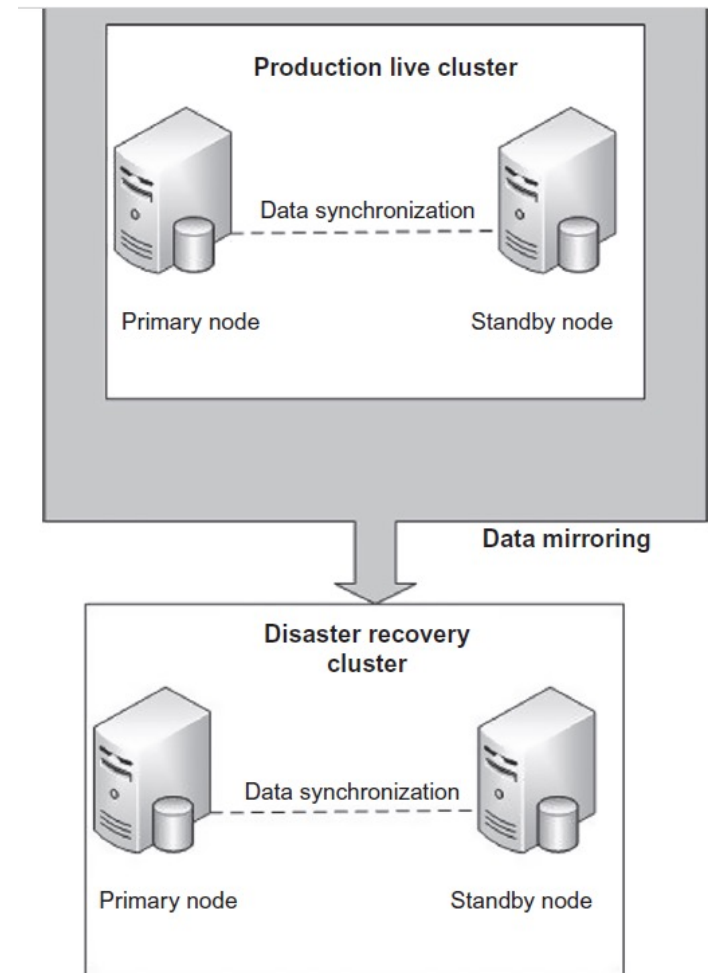 Production live cluster
Data synchronization
Primary node
Standby node
Data mirroring
Disaster recovery
cluster
Data synchronization
Primary node
Standby node